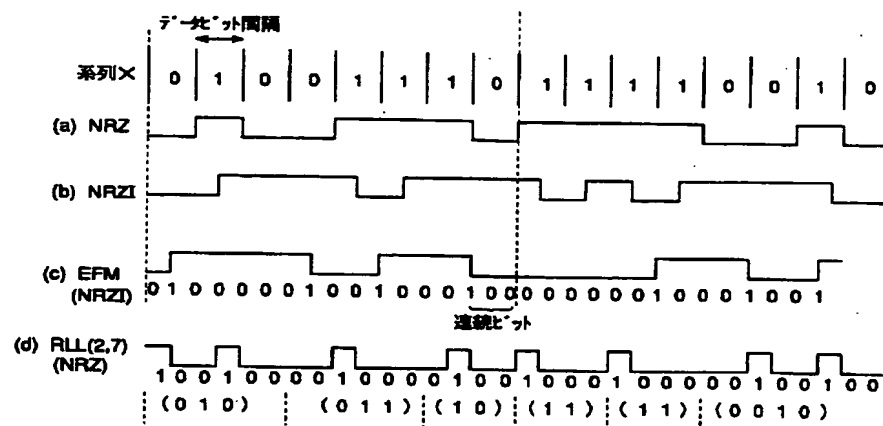 データビット間隔
系列X 0 1 0 0 1 1 1 0 1 1 1 1 0 0 1 0
(a) NRZ
(b) NRZI
(c) EFM
(NRZI) 0 1 0 0 0 0 0 1 0 0 1 0 0 0 1 0 0 0 0 0 0 0 0 1 0 0 0 1 0 0 1
連続ビット
(d) RLL(2,7)
(NRZ) 1 0 0 1 0 0 0 0 1 0 0 0 0 1 0 0 1 0 0 0 1 0 0 0 0 0 1 0 0 1 0 0
(0 1 0) (0 1 1) (1 0) (1 1) (1 1) (0 0 1 0)